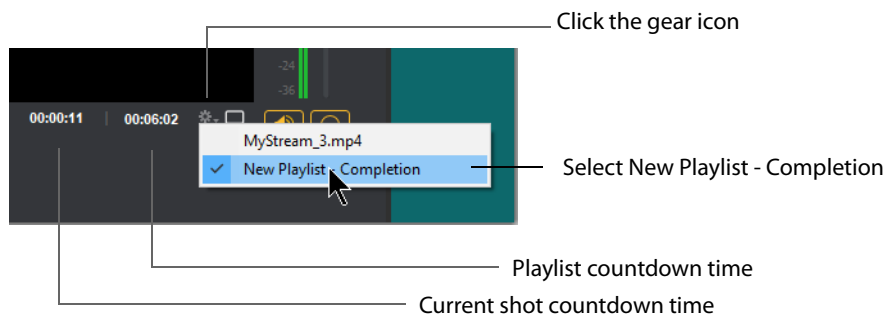 Click the gear icon
-24
-36
00:00:11 | 00:06:02
MyStream_3.mp4
New Playlist - Completion
Select New Playlist - Completion
Playlist countdown time
Current shot countdown time